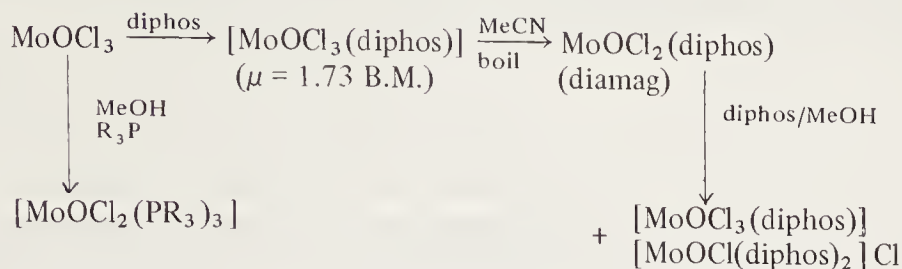 MoOCl₃ diphos → [MoOCl₃(diphos)] MeCN boil → MoOCl₂(diphos)
(μ = 1.73 B.M.) (diamag)
MeOH
R₃P
diphos/MeOH
[MoOCl₂(PR₃)₃]
[MoOCl₃(diphos)]
+
[MoOCl(diphos)₂]Cl